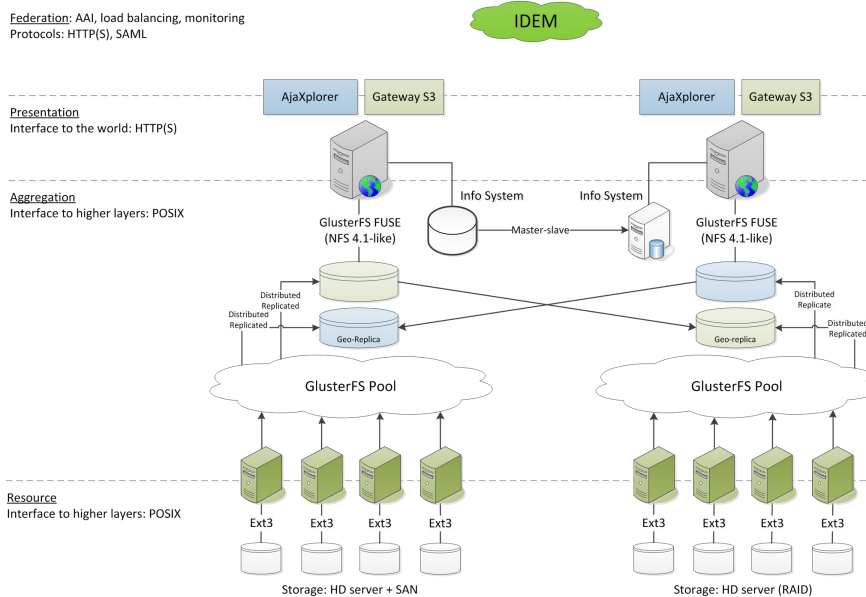 Federation: AAI, load balancing, monitoring
Protocols: HTTP(S), SAML
IDEM
AjaXplorer
Gateway S3
AjaXplorer
Gateway S3
Presentation
Interface to the world: HTTP(S)
Aggregation
Interface to higher layers: POSIX
Info System
Info System
GlusterFS FUSE
(NFS 4.1-like)
Master-slave
GlusterFS FUSE
(NFS 4.1-like)
Distributed
Replicated
Distributed
Replicated
Geo-Replica
Distributed
Replicate
Distributed
Replicated
Geo-replica
GlusterFS Pool
GlusterFS Pool
Resource
Interface to higher layers: POSIX
Ext3
Ext3
Ext3
Ext3
Ext3
Ext3
Ext3
Ext3
Storage: HD server + SAN
Storage: HD server (RAID)